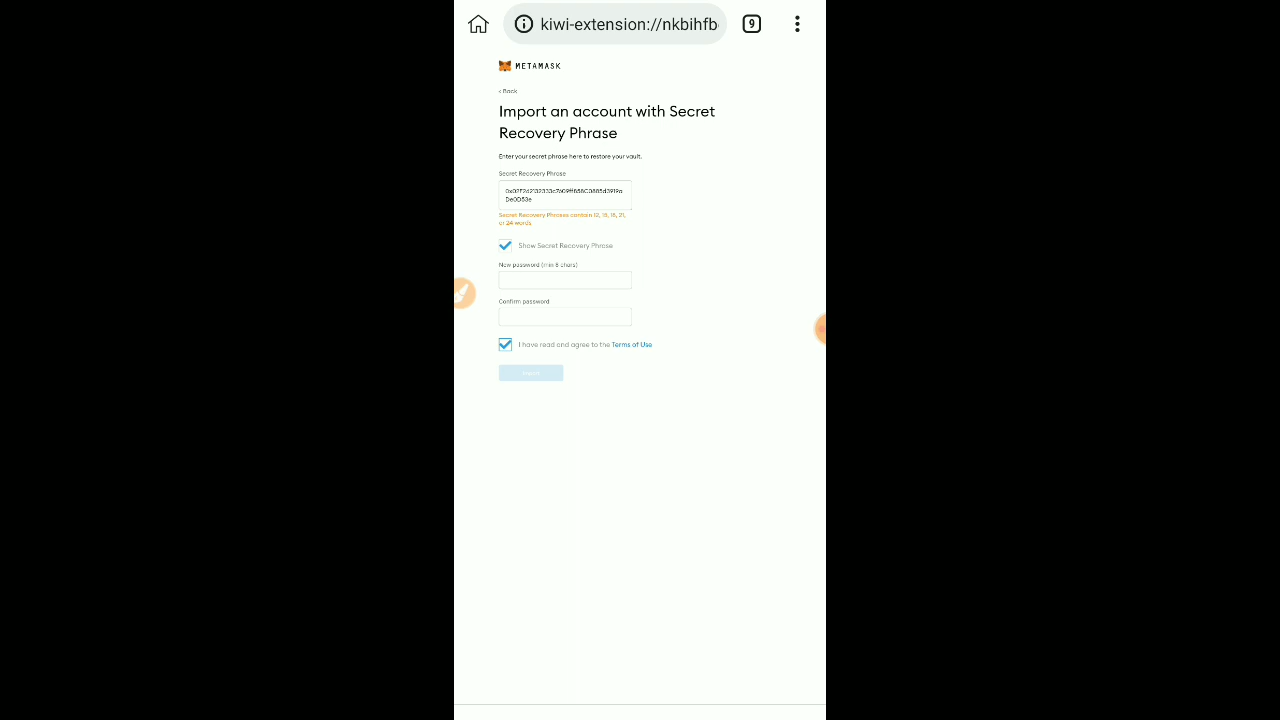 kiwi-extension://nkbihfb
9
METAMASK
< Back
Import an account with Secret
Recovery Phrase
Enter your secret phrase here to restore your vault.
Secret Recovery Phrase
De0D53e
Secret Recovery Phrases contain 12, 15, 18, 21,
or 24 words
Show Secret Recovery Phrase
New password (min 8 chars)
Confirm password
I have read and agree to the Terms of Use
Import